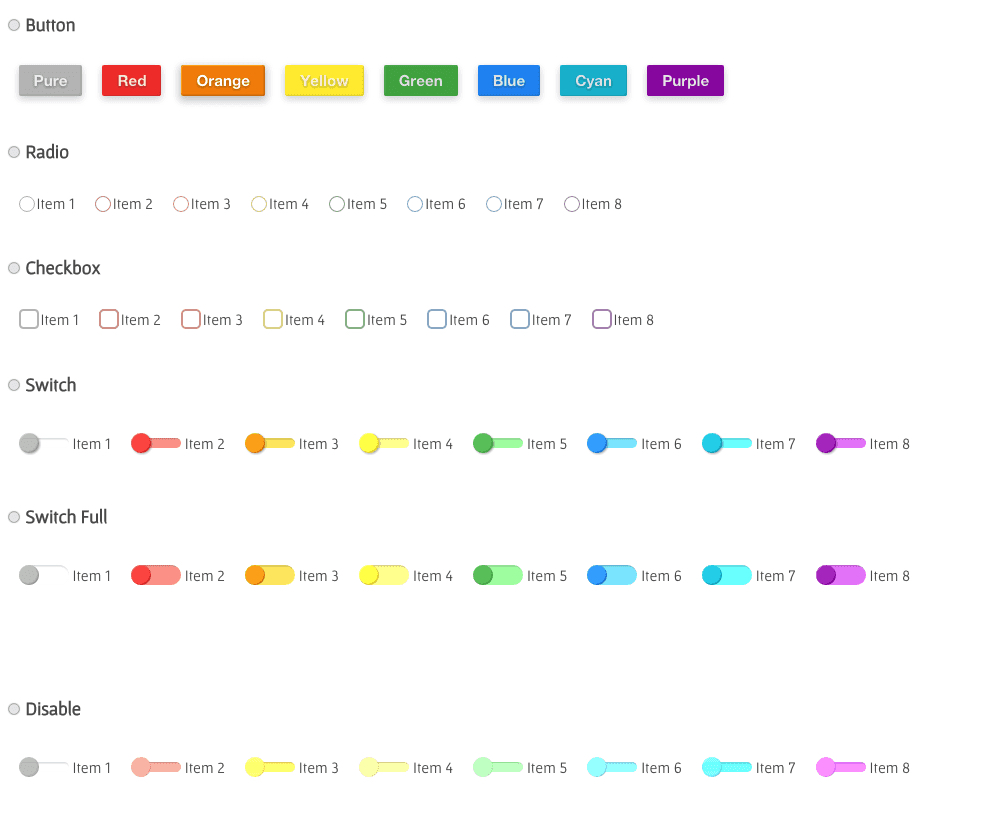 Button
Pure Red Orange Yellow Green Blue Cyan Purple
Radio
Item 1 Item 2 Item 3 Item 4 Item 5 Item 6 Item 7 Item 8
Checkbox
Item 1 Item 2 Item 3 Item 4 Item 5 Item 6 Item 7 Item 8
Switch
Item 1 Item 2 Item 3 Item 4 Item 5 Item 6 Item 7 Item 8
Switch Full
Item 1 Item 2 Item 3 Item 4 Item 5 Item 6 Item 7 Item 8
Disable
Item 1 Item 2 Item 3 Item 4 Item 5 Item 6 Item 7 Item 8